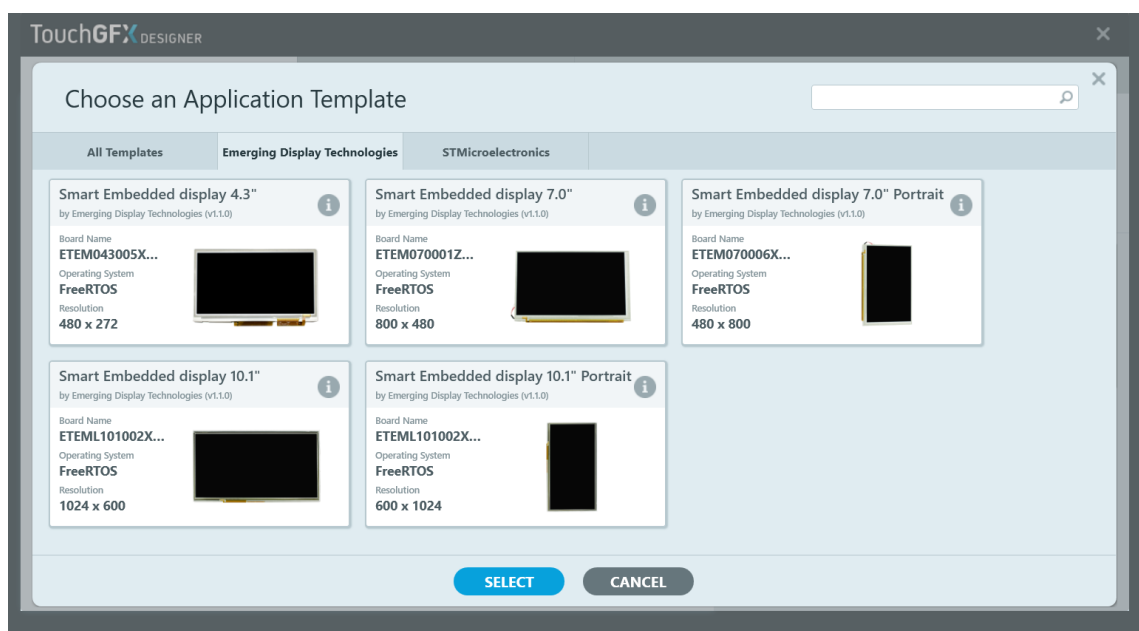 TouchGFX DESIGNER
Choose an Application Template
All Templates
Emerging Display Technologies
STMicroelectronics
Smart Embedded display 4.3"
by Emerging Display Technologies (v1.1.0)
Board Name
ETEM043005X...
Operating System
FreeRTOS
Resolution
480 x 272
Smart Embedded display 7.0"
by Emerging Display Technologies (v1.1.0)
Board Name
ETEM070001Z...
Operating System
FreeRTOS
Resolution
800 x 480
Smart Embedded display 7.0" Portrait
by Emerging Display Technologies (v1.1.0)
Board Name
ETEM070006X...
Operating System
FreeRTOS
Resolution
480 x 800
Smart Embedded display 10.1"
by Emerging Display Technologies (v1.1.0)
Board Name
ETEML101002X...
Operating System
FreeRTOS
Resolution
1024 x 600
Smart Embedded display 10.1" Portrait
by Emerging Display Technologies (v1.1.0)
Board Name
ETEML101002X...
Operating System
FreeRTOS
Resolution
600 x 1024
SELECT
CANCEL